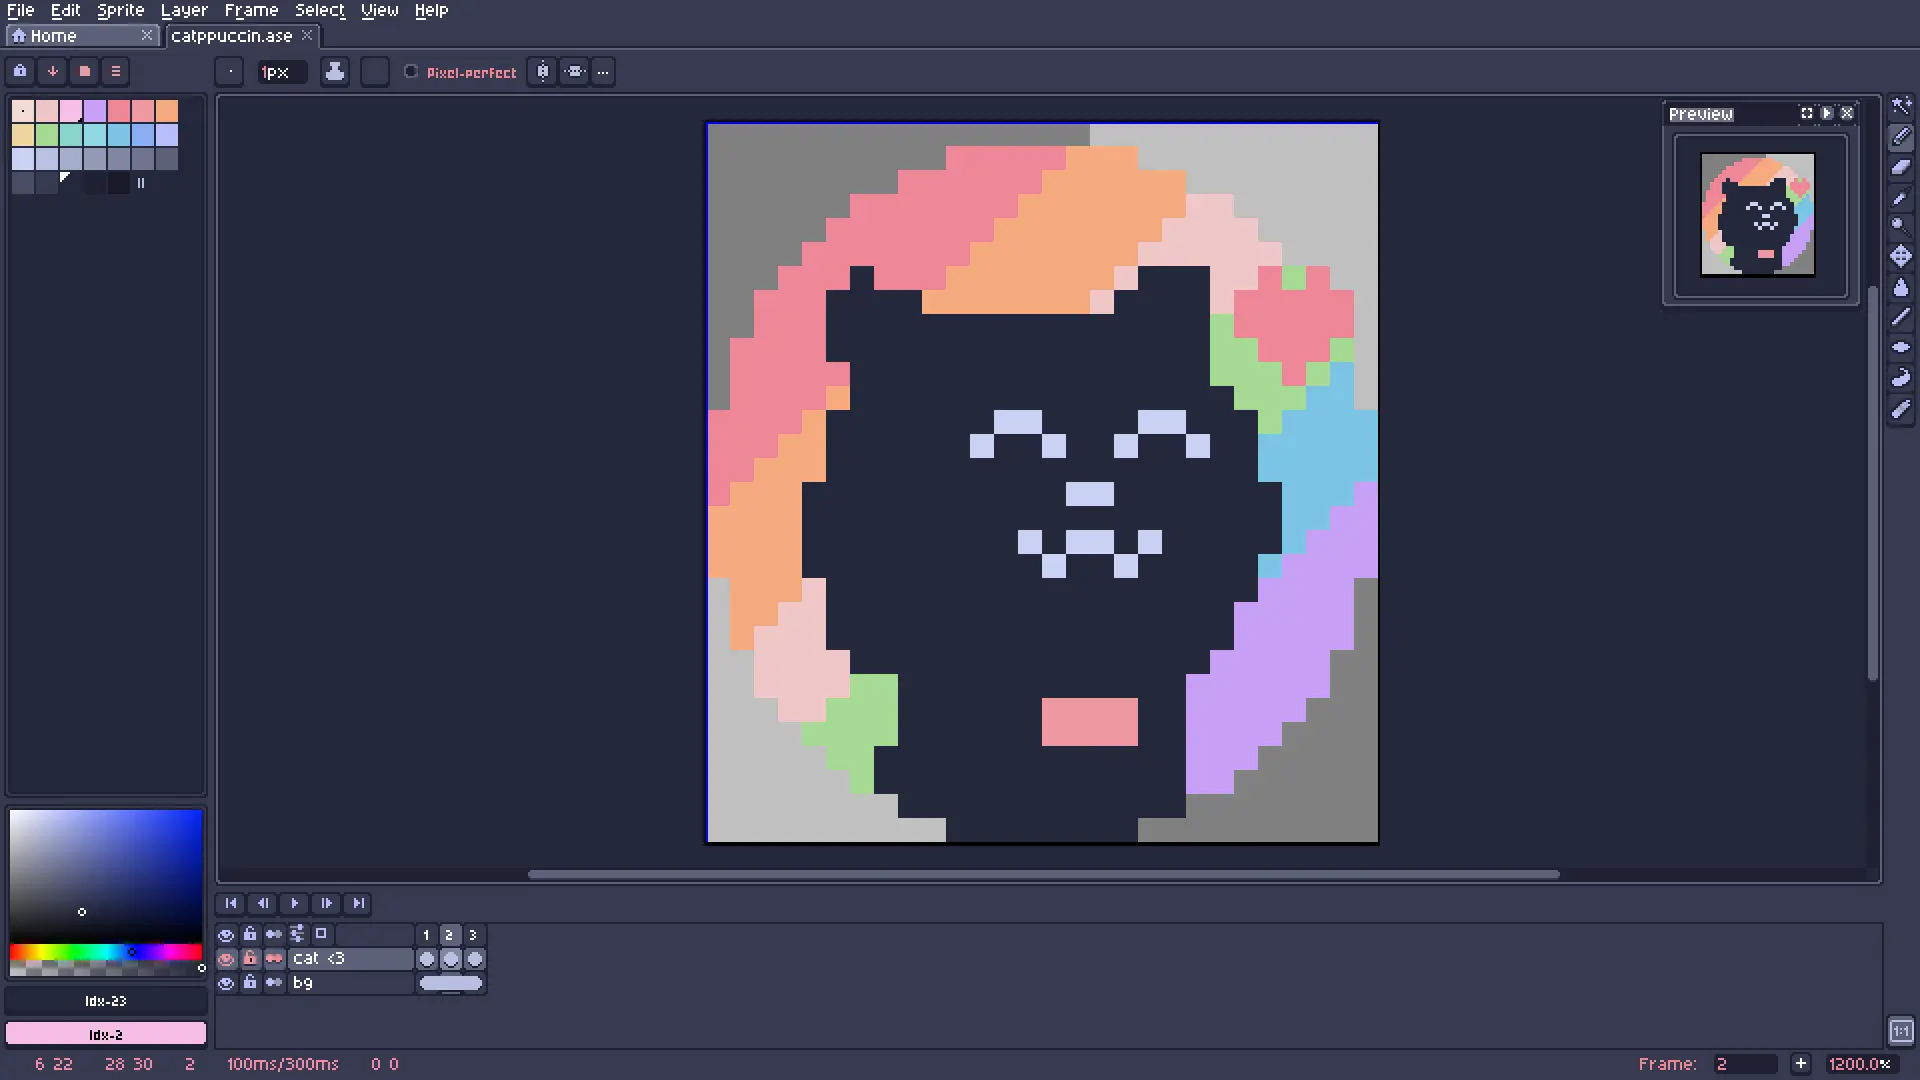 File Edit Sprite Layer Frame Select View Help
Home catppuccin.ase
1px Pixel-perfect ...
Preview
1 2 3
cat <3
bg
Idx-23
Idx-2
1:1
6 22 28 30 2 100ms/300ms 0 0 Frame: 2 + 1200.0%